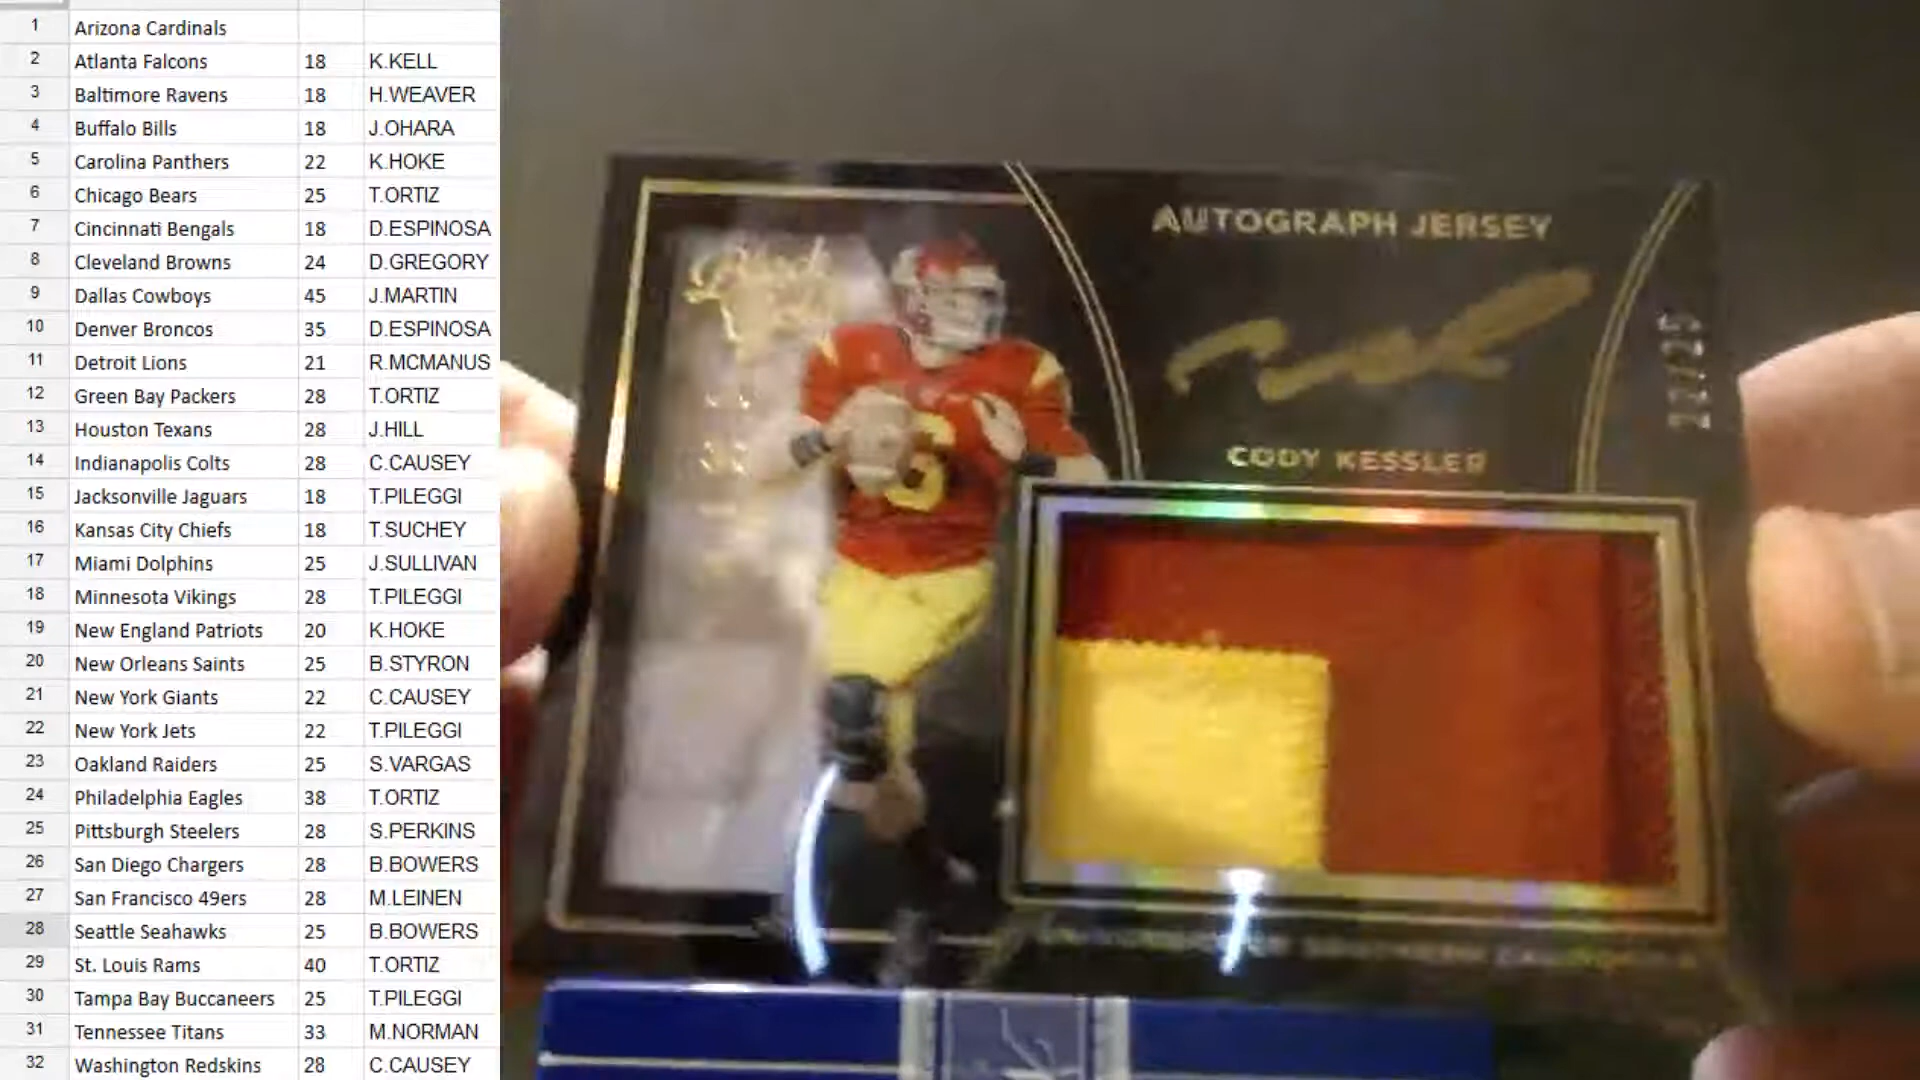 1 Arizona Cardinals
2 Atlanta Falcons 18 K.KELL
3 Baltimore Ravens 18 H.WEAVER
4 Buffalo Bills 18 J.OHARA
5 Carolina Panthers 22 K.HOKE
6 Chicago Bears 25 T.ORTIZ
7 Cincinnati Bengals 18 D.ESPINOSA
8 Cleveland Browns 24 D.GREGORY
9 Dallas Cowboys 45 J.MARTIN
10 Denver Broncos 35 D.ESPINOSA
11 Detroit Lions 21 R.MCMANUS
12 Green Bay Packers 28 T.ORTIZ
13 Houston Texans 28 J.HILL
14 Indianapolis Colts 28 C.CAUSEY
15 Jacksonville Jaguars 18 T.PILEGGI
16 Kansas City Chiefs 18 T.SUCHEY
17 Miami Dolphins 25 J.SULLIVAN
18 Minnesota Vikings 28 T.PILEGGI
19 New England Patriots 20 K.HOKE
20 New Orleans Saints 25 B.STYRON
21 New York Giants 22 C.CAUSEY
22 New York Jets 22 T.PILEGGI
23 Oakland Raiders 25 S.VARGAS
24 Philadelphia Eagles 38 T.ORTIZ
25 Pittsburgh Steelers 28 S.PERKINS
26 San Diego Chargers 28 B.BOWERS
27 San Francisco 49ers 28 M.LEINEN
28 Seattle Seahawks 25 B.BOWERS
29 St. Louis Rams 40 T.ORTIZ
30 Tampa Bay Buccaneers 25 T.PILEGGI
31 Tennessee Titans 33 M.NORMAN
32 Washington Redskins 28 C.CAUSEY
AUTOGRAPH JERSEY
CODY KESSLER
6
SOUTHERN